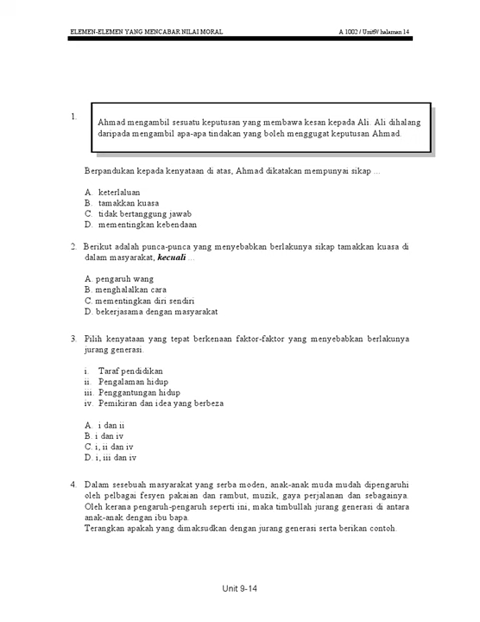 ELEMEN-ELEMEN YANG MENCABAR NILAI MORAL A 1002 / Unit9/ halaman 14
1.
Ahmad mengambil sesuatu keputusan yang membawa kesan kepada Ali. Ali dihalang
daripada mengambil apa-apa tindakan yang boleh menggugat keputusan Ahmad.
Berpandukan kepada kenyataan di atas, Ahmad dikatakan mempunyai sikap ...
A. keterlaluan
B. tamakkan kuasa
C. tidak bertanggung jawab
D. mementingkan kebendaan
2. Berikut adalah punca-punca yang menyebabkan berlakunya sikap tamakkan kuasa di
dalam masyarakat, kecuali ...
A. pengaruh wang
B. menghalalkan cara
C. mementingkan diri sendiri
D. bekerjasama dengan masyarakat
3. Pilih kenyataan yang tepat berkenaan faktor-faktor yang menyebabkan berlakunya
jurang generasi.
i. Taraf pendidikan
ii. Pengalaman hidup
iii. Penggantungan hidup
iv. Pemikiran dan idea yang berbeza
A. i dan ii
B. i dan iv
C. i, ii dan iv
D. i, iii dan iv
4. Dalam sesebuah masyarakat yang serba moden, anak-anak muda mudah dipengaruhi
oleh pelbagai fesyen pakaian dan rambut, muzik, gaya perjalanan dan sebagainya.
Oleh kerana pengaruh-pengaruh seperti ini, maka timbullah jurang generasi di antara
anak-anak dengan ibu bapa.
Terangkan apakah yang dimaksudkan dengan jurang generasi serta berikan contoh.
Unit 9-14